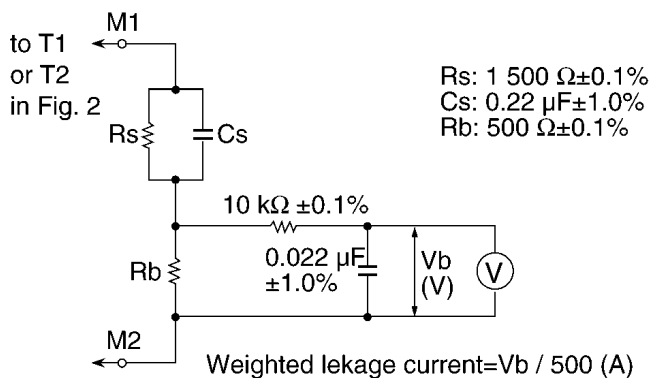 M1
to T1
or T2
in Fig. 2
Rs
Cs
Rs: 1 500 Ω±0.1%
Cs: 0.22 µF±1.0%
Rb: 500 Ω±0.1%
10 kΩ ±0.1%
Rb
0.022 µF
±1.0%
Vb
(V)
V
M2
Weighted lekage current=Vb / 500 (A)